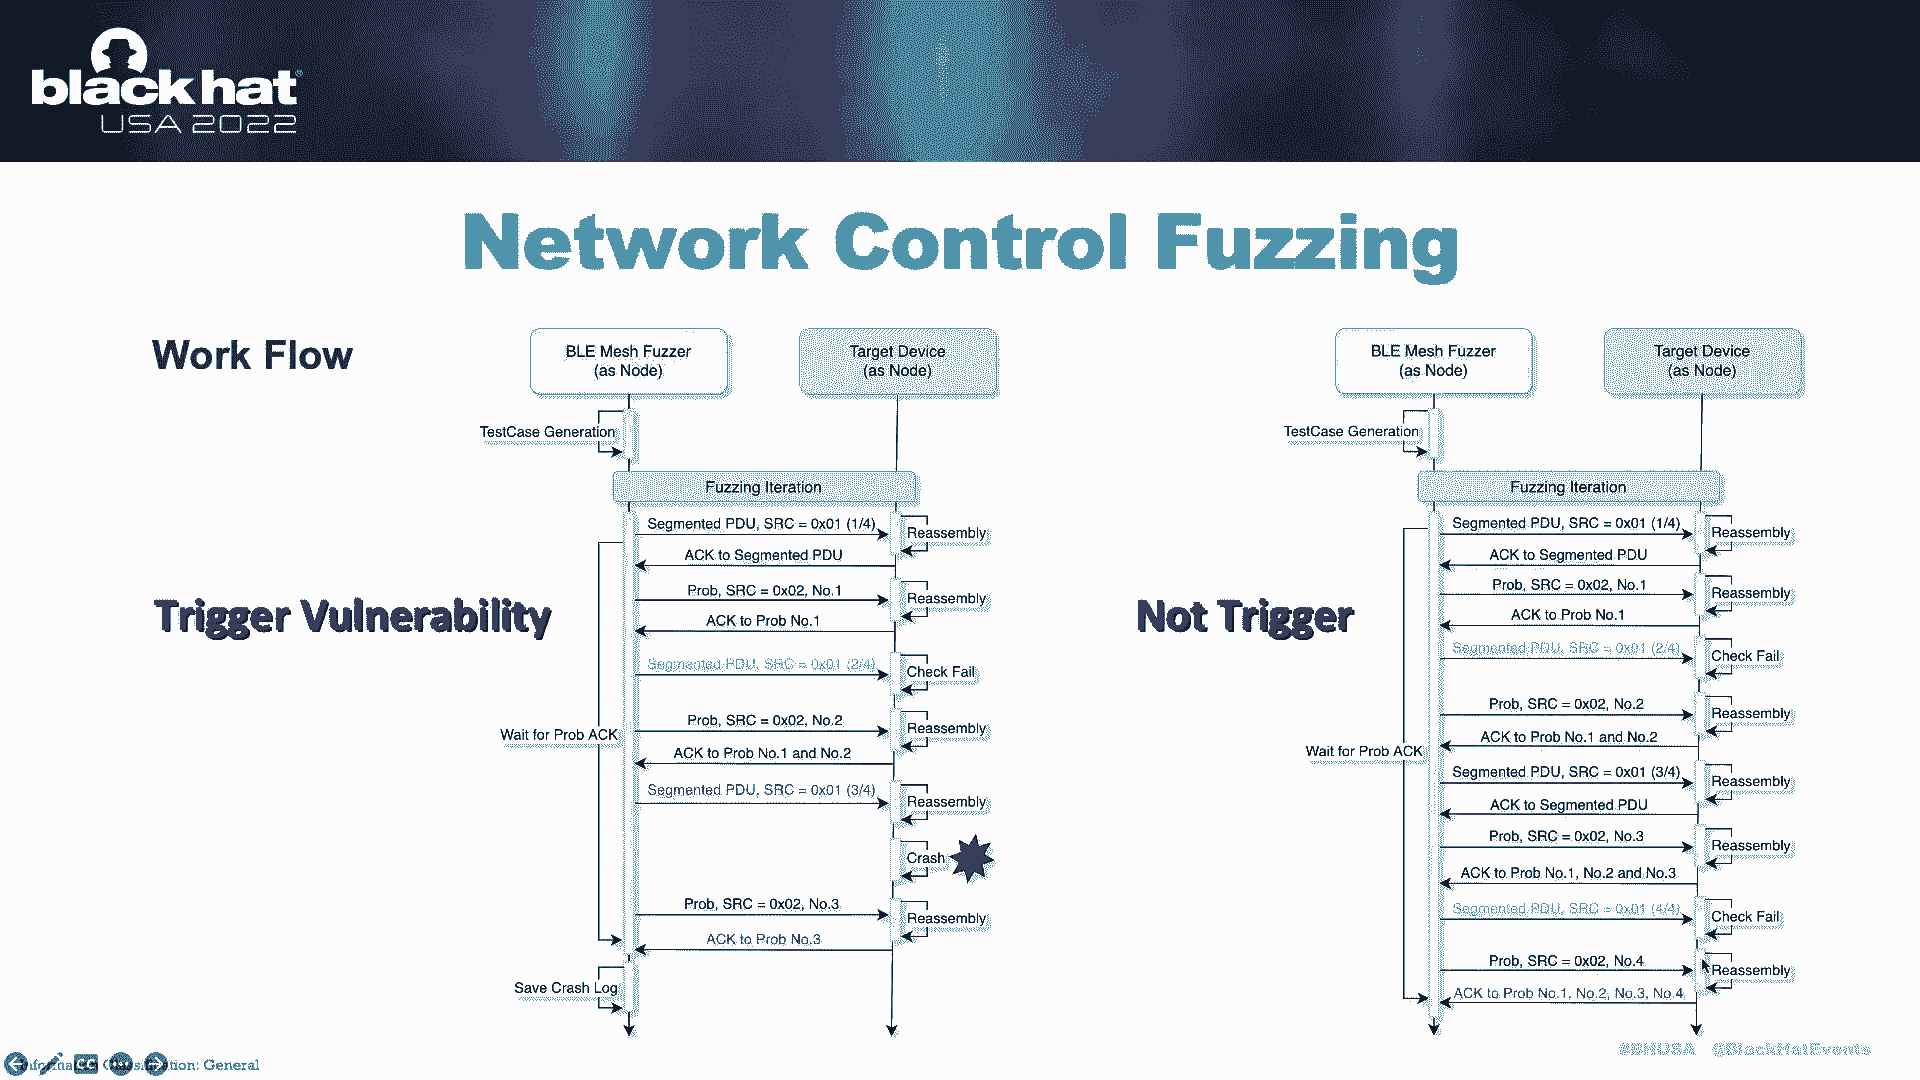 black hat®
USA 2022
Network Control Fuzzing
Work Flow
BLE Mesh Fuzzer
(as Node)
Target Device
(as Node)
TestCase Generation
Fuzzing Iteration
Segmented PDU, SRC = 0x01 (1/4)
Reassembly
ACK to Segmented PDU
Prob, SRC = 0x02, No.1
Reassembly
ACK to Prob No.1
Trigger Vulnerability
Segmented PDU, SRC = 0x01 (2/4)
Check Fail
Prob, SRC = 0x02, No.2
Reassembly
Wait for Prob ACK
ACK to Prob No.1 and No.2
Segmented PDU, SRC = 0x01 (3/4)
Reassembly
Crash
Prob, SRC = 0x02, No.3
Reassembly
ACK to Prob No.3
Save Crash Log
BLE Mesh Fuzzer
(as Node)
Target Device
(as Node)
TestCase Generation
Fuzzing Iteration
Segmented PDU, SRC = 0x01 (1/4)
Reassembly
ACK to Segmented PDU
Prob, SRC = 0x02, No.1
Reassembly
ACK to Prob No.1
Not Trigger
Segmented PDU, SRC = 0x01 (2/4)
Check Fail
Prob, SRC = 0x02, No.2
Reassembly
ACK to Prob No.1 and No.2
Wait for Prob ACK
Segmented PDU, SRC = 0x01 (3/4)
Reassembly
ACK to Segmented PDU
Prob, SRC = 0x02, No.3
Reassembly
ACK to Prob No.1, No.2 and No.3
Segmented PDU, SRC = 0x01 (4/4)
Check Fail
Prob, SRC = 0x02, No.4
Reassembly
ACK to Prob No.1, No.2, No.3, No.4
#BHUSA @BlackHatEvents
Information Classification: General
CC